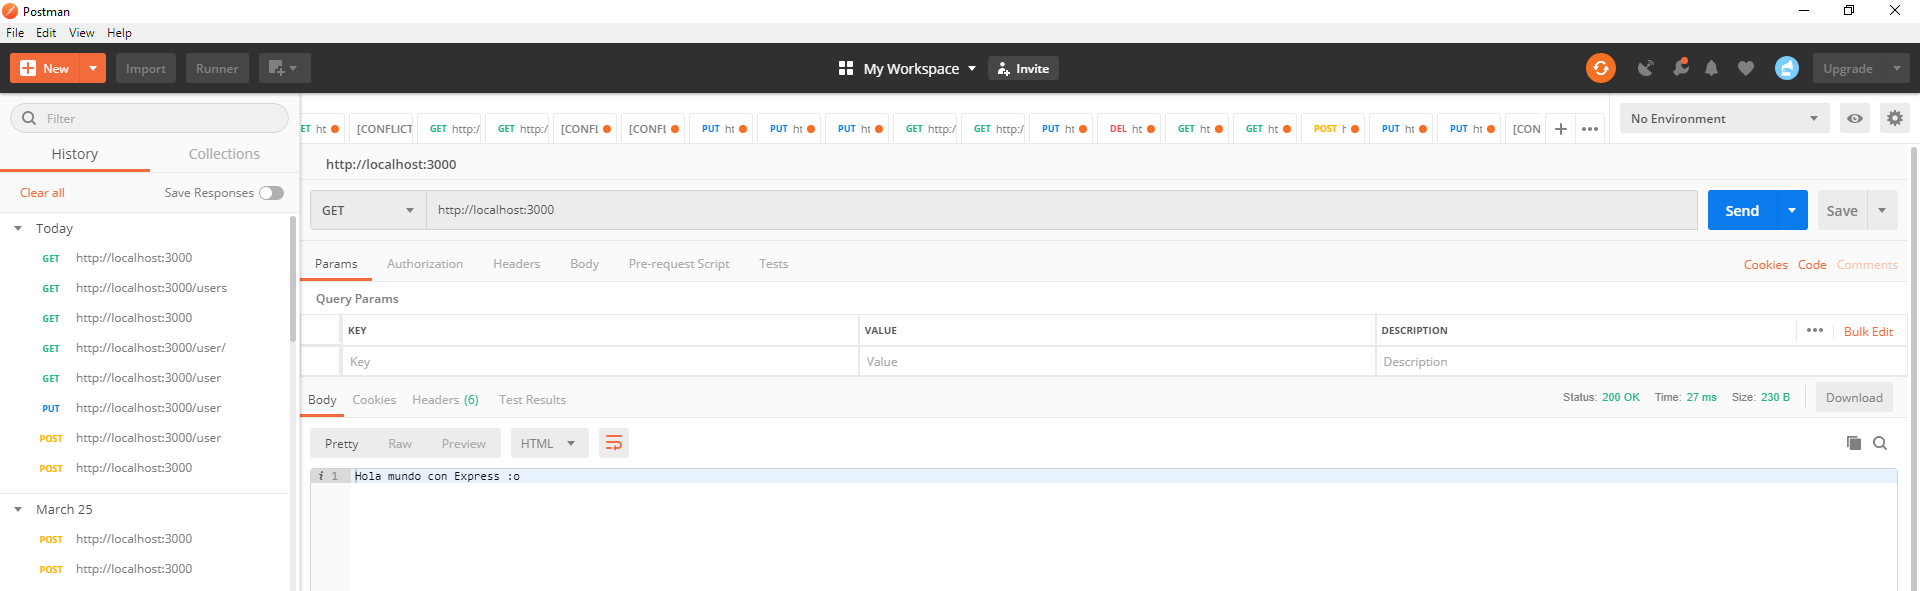 Postman
File Edit View Help
New Import Runner My Workspace Invite Upgrade
Filter
History Collections
Clear all Save Responses
Today
GET http://localhost:3000
GET http://localhost:3000/users
GET http://localhost:3000
GET http://localhost:3000/user/
GET http://localhost:3000/user
PUT http://localhost:3000/user
POST http://localhost:3000/user
POST http://localhost:3000
March 25
POST http://localhost:3000
POST http://localhost:3000
ET ht [CONFLICT GET http:/ GET http:/ [CONFL [CONFL PUT ht PUT ht PUT ht GET http:/ GET http:/ PUT ht DEL ht GET ht GET ht POST PUT ht PUT ht [CON + ••• No Environment
http://localhost:3000
GET http://localhost:3000 Send Save
Params Authorization Headers Body Pre-request Script Tests Cookies Code Comments
Query Params
KEY VALUE DESCRIPTION ••• Bulk Edit
Key Value Description
Body Cookies Headers (6) Test Results Status: 200 OK Time: 27 ms Size: 230 B Download
Pretty Raw Preview HTML
i 1 Hola mundo con Express :o